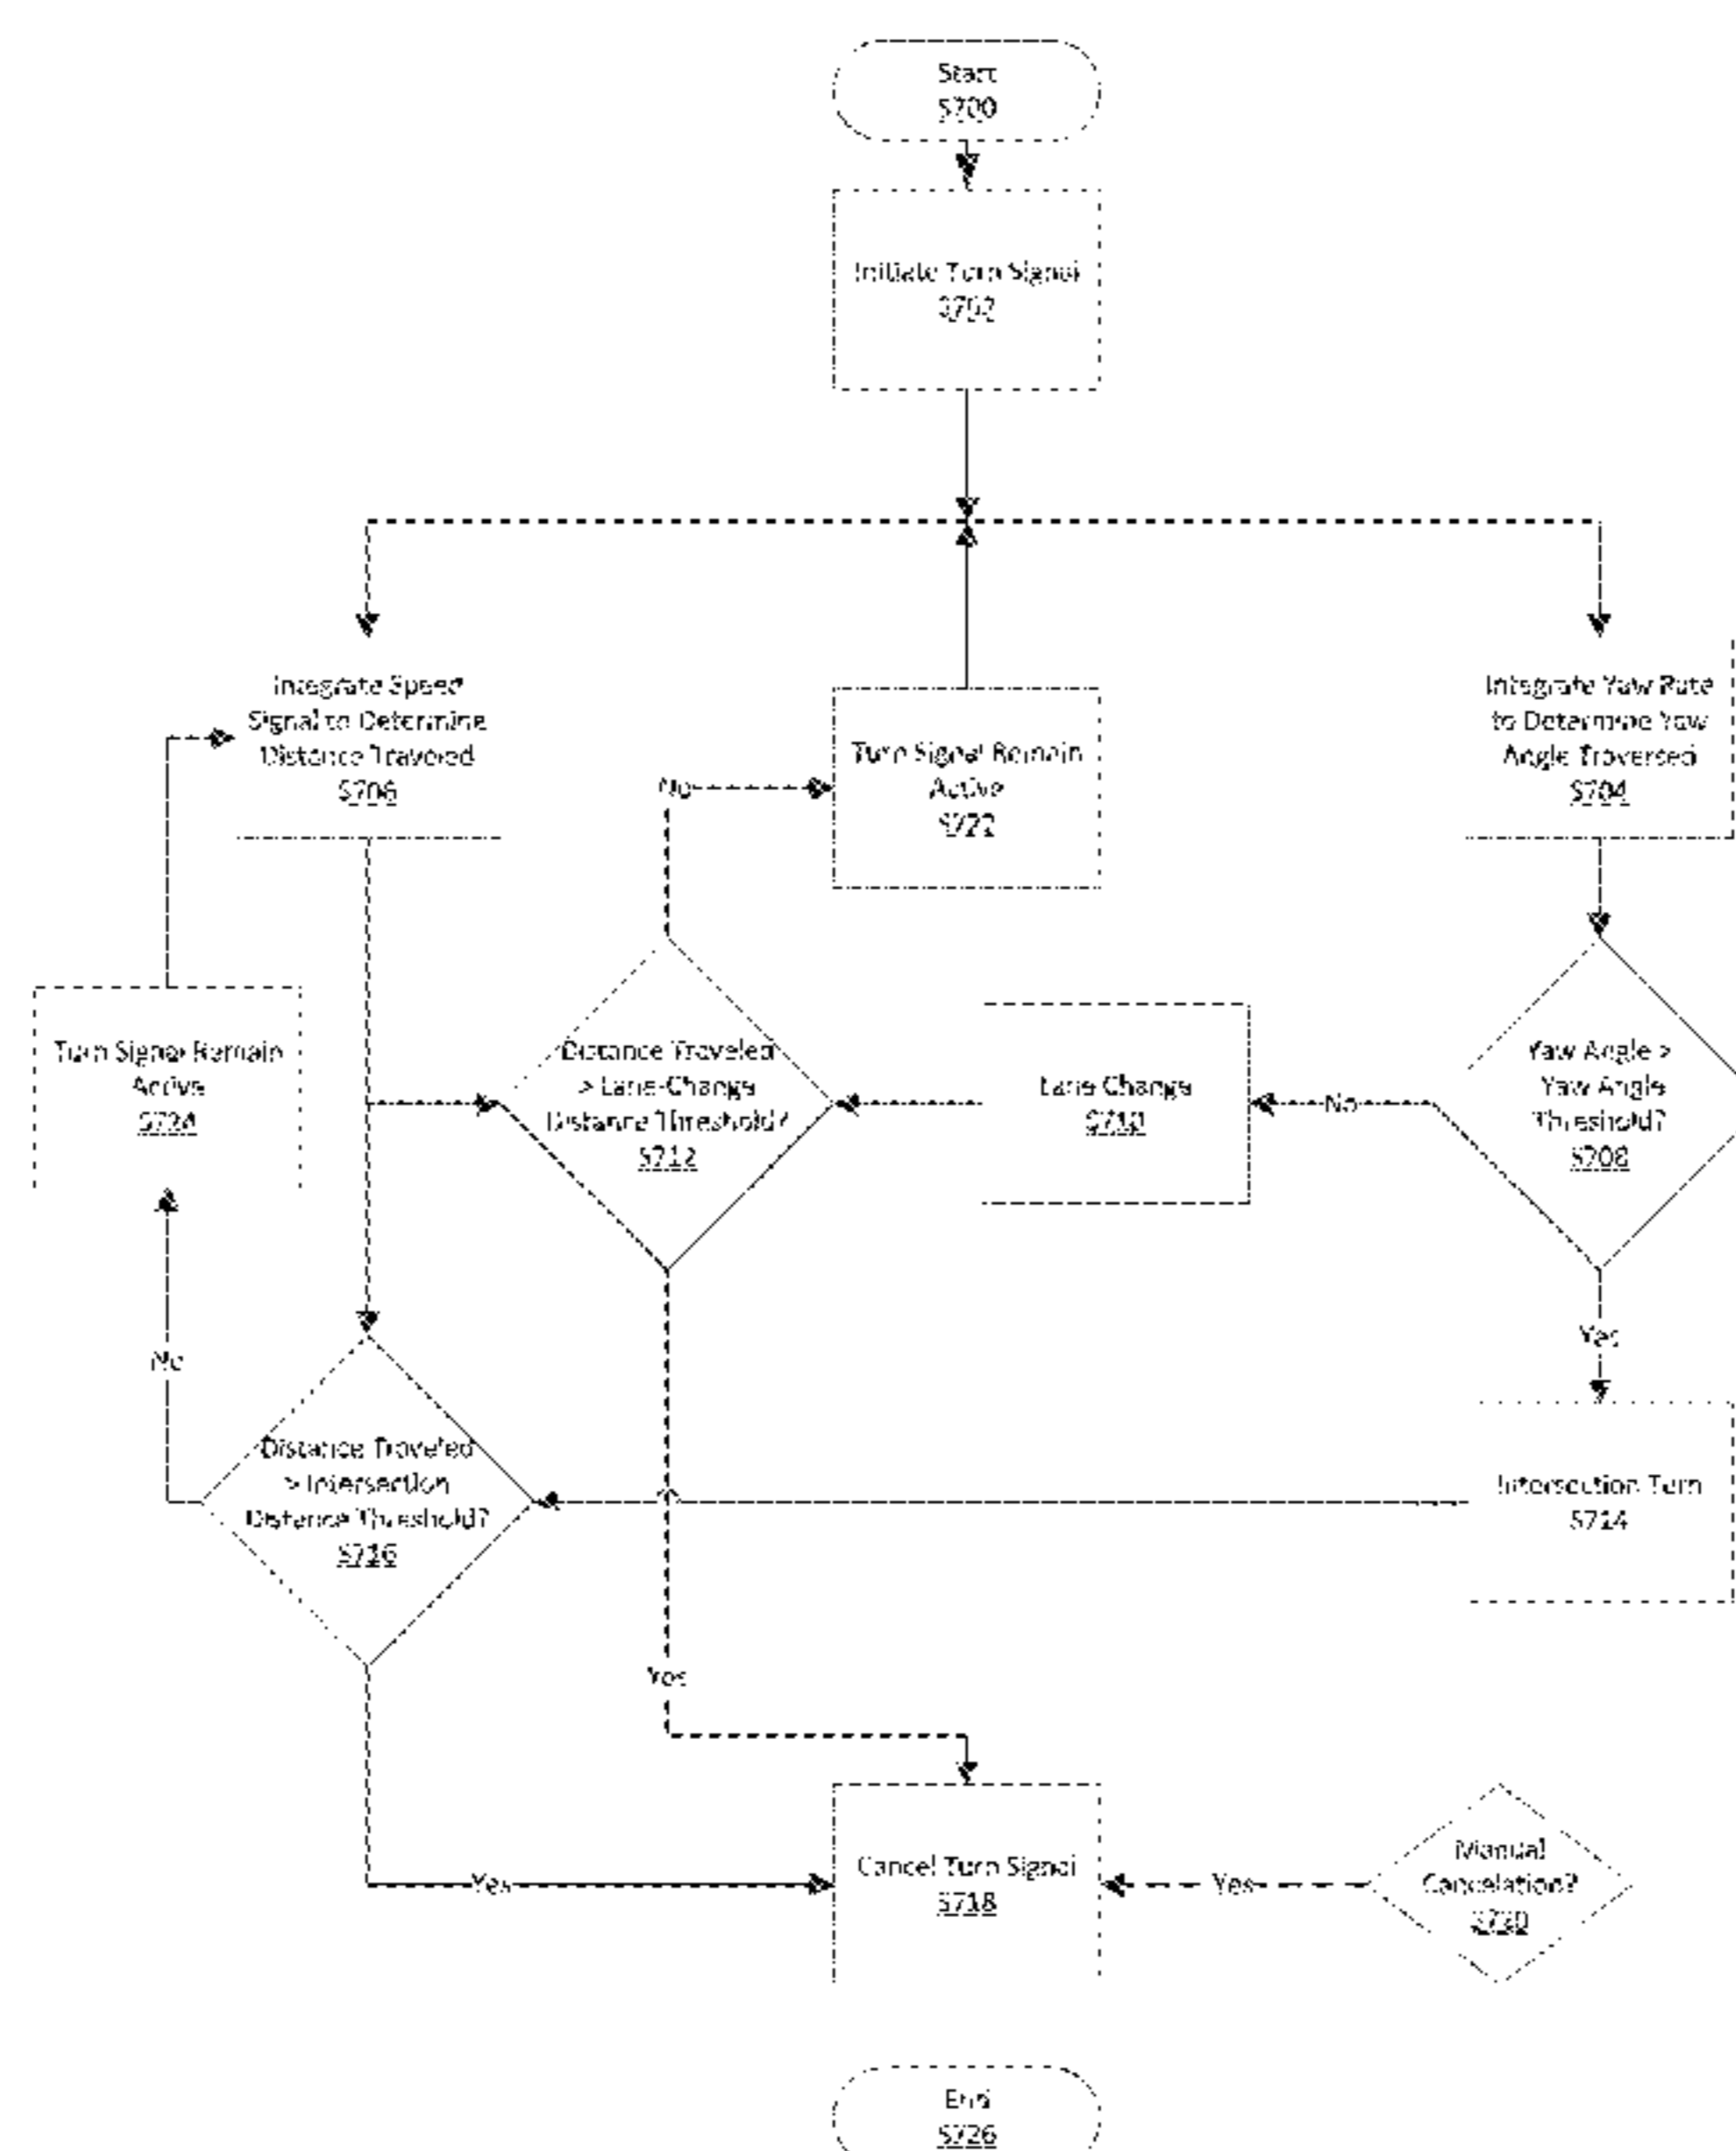 Start
S700
Initiate Turn Signal
S702
Integrate Speed
Signal to Determine
Distance Traveled
S706
Turn Signal Remain
Active
S722
Integrate Yaw Rate
to Determine Yaw
Angle Traversed
S704
No
Turn Signal Remain
Active
S724
Distance Traveled
> Lane-Change
Distance Threshold?
S712
Lane Change
S710
No
Yaw Angle >
Yaw Angle
Threshold?
S708
No
Yes
Distance Traveled
> Intersection
Distance Threshold?
S716
Intersection Turn
S714
Yes
Yes
Cancel Turn Signal
S718
Yes
Manual
Cancelation?
S720
End
S726